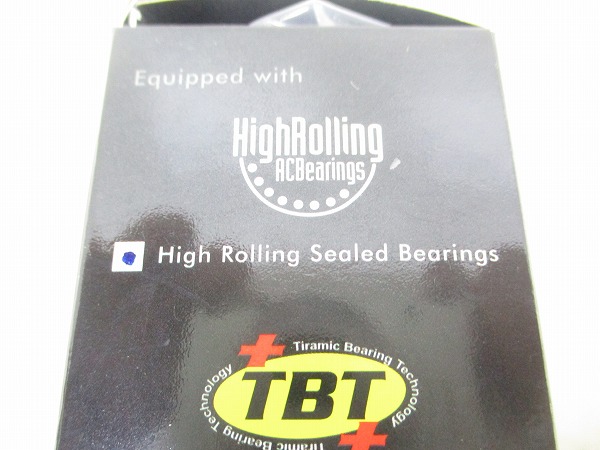 Equipped with
HighRolling
ACBearings
High Rolling Sealed Bearings
Tiramic Bearing Technology
TBT
Tiramic Bearing Technology